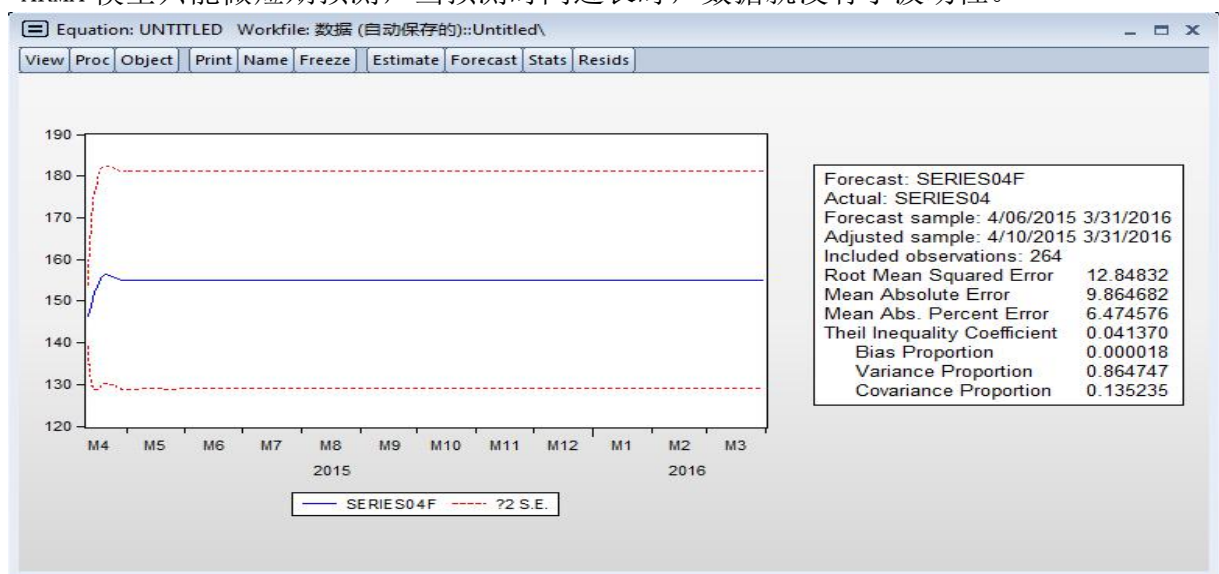 Equation: UNTITLED Workfile: 数据 (自动保存的)::Untitled\
View Proc Object Print Name Freeze Estimate Forecast Stats Resids
190
180
170
160
150
140
130
120
M4 M5 M6 M7 M8 M9 M10 M11 M12 M1 M2 M3
2015 2016
SERIES04F ?2 S.E.
Forecast: SERIES04F
Actual: SERIES04
Forecast sample: 4/06/2015 3/31/2016
Adjusted sample: 4/10/2015 3/31/2016
Included observations: 264
Root Mean Squared Error 12.84832
Mean Absolute Error 9.864682
Mean Abs. Percent Error 6.474576
Theil Inequality Coefficient 0.041370
Bias Proportion 0.000018
Variance Proportion 0.864747
Covariance Proportion 0.135235